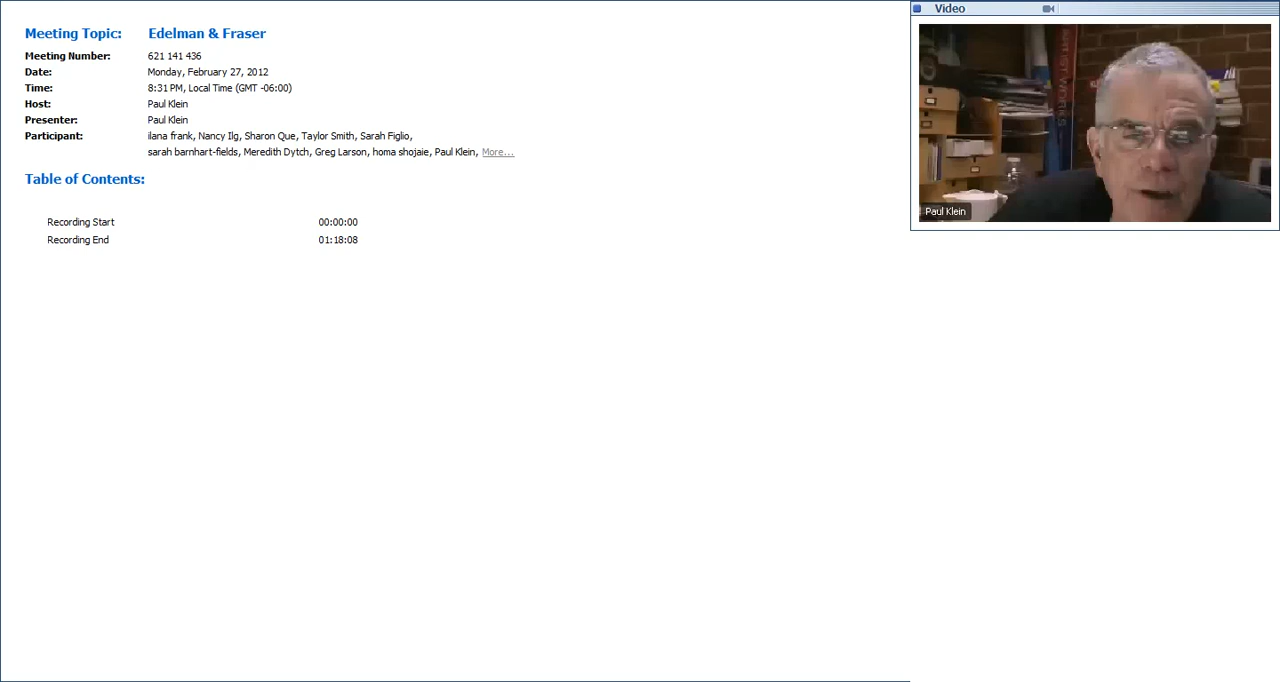 Meeting Topic: Edelman & Fraser
Meeting Number: 621 141 436
Date: Monday, February 27, 2012
Time: 8:31 PM, Local Time (GMT -06:00)
Host: Paul Klein
Presenter: Paul Klein
Participant: ilana frank, Nancy Ilg, Sharon Que, Taylor Smith, Sarah Figlio,
sarah barnhart-fields, Meredith Dytch, Greg Larson, homa shojaie, Paul Klein, More...
Table of Contents:
Recording Start 00:00:00
Recording End 01:18:08
Video
ARTIST WORKS
Paul Klein